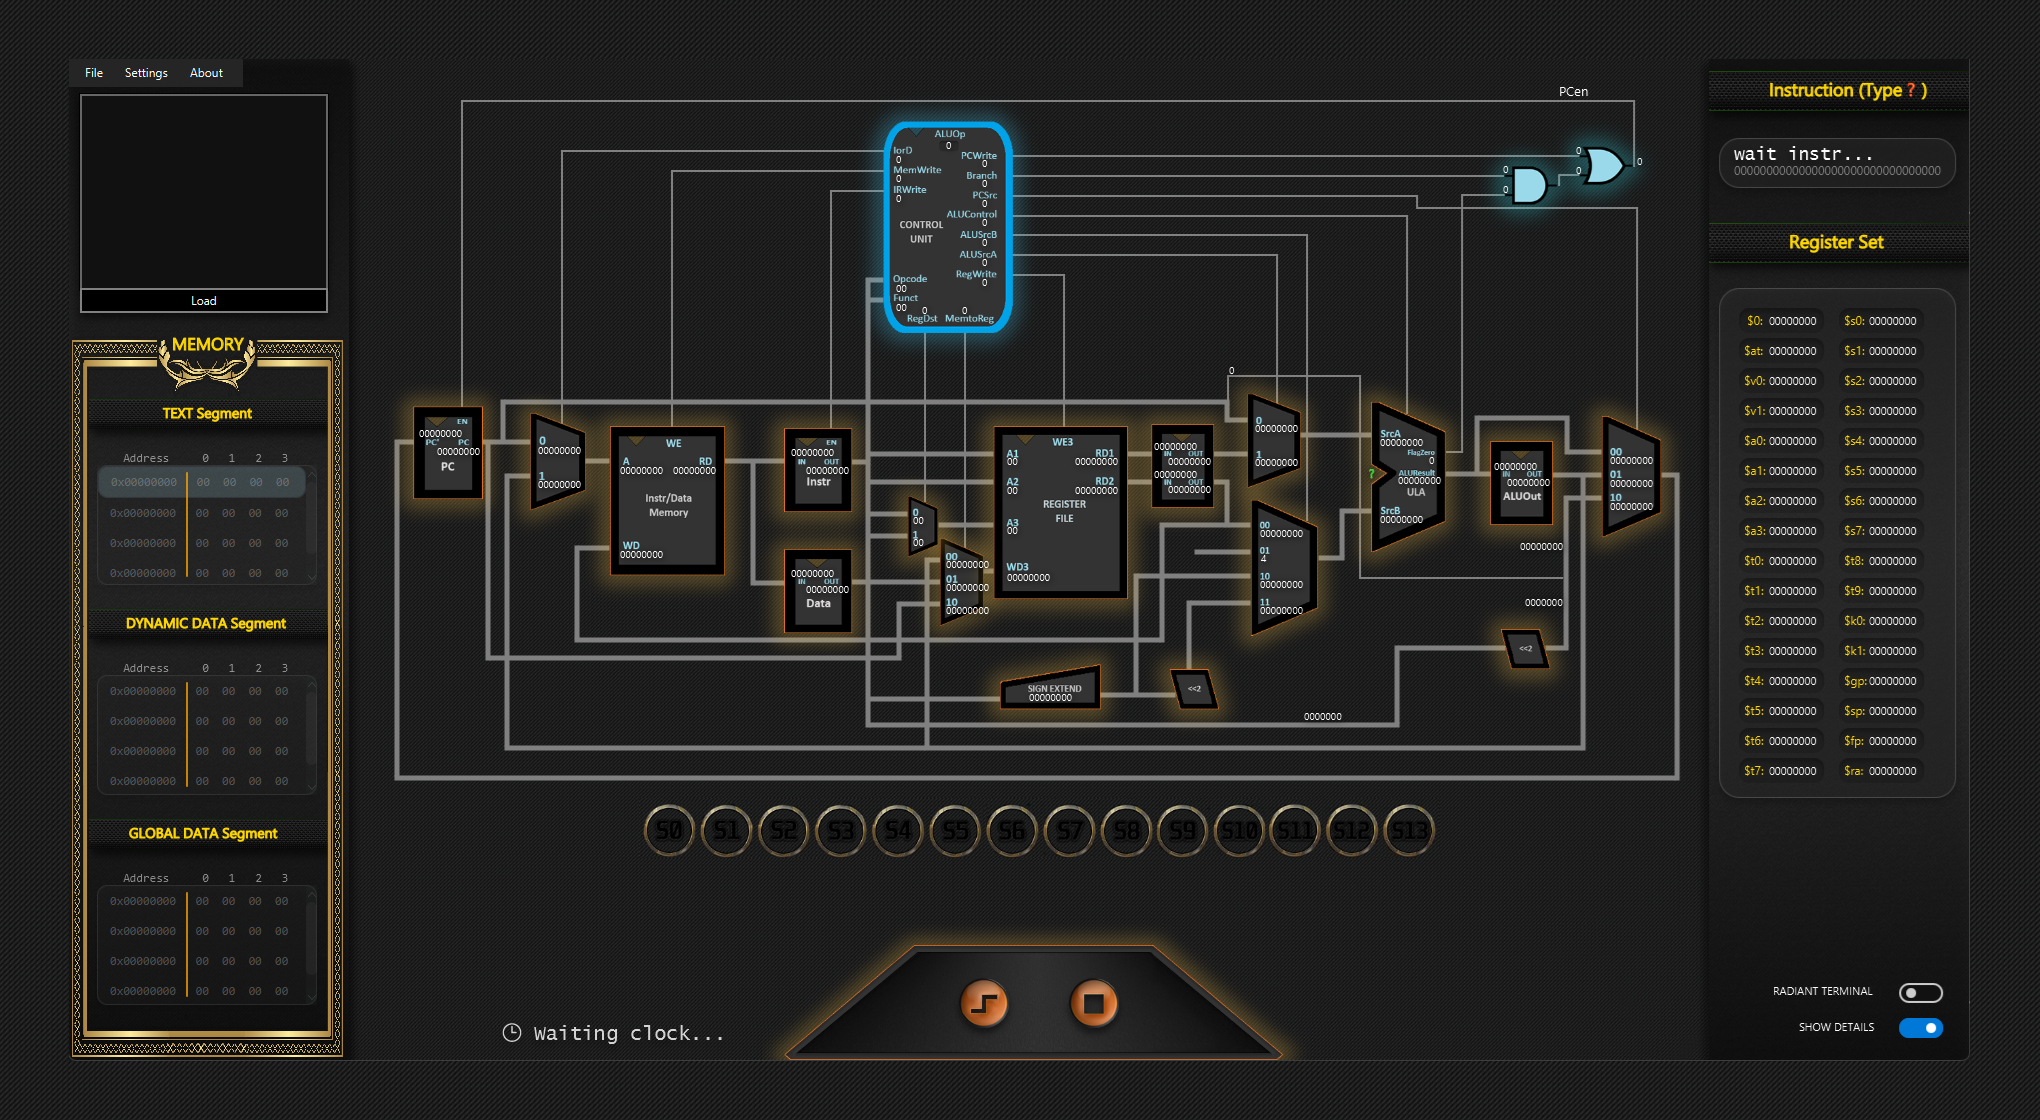 File Settings About
Load
MEMORY
TEXT Segment
Address 0 1 2 3
0x00000000 00 00 00 00
0x00000000 00 00 00 00
0x00000000 00 00 00 00
0x00000000 00 00 00 00
DYNAMIC DATA Segment
Address 0 1 2 3
0x00000000 00 00 00 00
0x00000000 00 00 00 00
0x00000000 00 00 00 00
0x00000000 00 00 00 00
GLOBAL DATA Segment
Address 0 1 2 3
0x00000000 00 00 00 00
0x00000000 00 00 00 00
0x00000000 00 00 00 00
0x00000000 00 00 00 00
PCen
ALUOp
0
IorD
0
MemWrite
0
IRWrite
0
CONTROL
UNIT
Opcode
00
Funct
00
PCWrite
0
Branch
0
PCSrc
0
ALUControl
0
ALUSrcB
0
ALUSrcA
0
RegWrite
0
0 0
RegDst MemtoReg
0
0
0
0
0
0
EN
00000000
PC' PC
00000000
PC
0
00000000
1
00000000
WE
A RD
00000000 00000000
Instr/Data
Memory
WD
00000000
EN
00000000
IN OUT
00000000
Instr
00000000
IN OUT
00000000
Data
0
00
1
00
00
00000000
01
00000000
10
00000000
WE3
A1 RD1
00 00000000
A2 RD2
00 00000000
REGISTER
FILE
A3
00
WD3
00000000
00000000
IN OUT
00000000
00000000
IN OUT
00000000
0
00000000
1
00000000
00
00000000
01
4
10
00000000
11
00000000
SrcA
00000000
FlagZero
0
?
ALUResult
00000000
ULA
SrcB
00000000
00000000
IN OUT
00000000
ALUOut
00
00000000
01
00000000
10
00000000
00000000
0000000
<<2
SIGN EXTEND
00000000
<<2
0000000
S0 S1 S2 S3 S4 S5 S6 S7 S8 S9 S10 S11 S12 S13
Waiting clock...
Instruction (Type ? )
wait instr...
00000000000000000000000000000000
Register Set
$0: 00000000 $s0: 00000000
$at: 00000000 $s1: 00000000
$v0: 00000000 $s2: 00000000
$v1: 00000000 $s3: 00000000
$a0: 00000000 $s4: 00000000
$a1: 00000000 $s5: 00000000
$a2: 00000000 $s6: 00000000
$a3: 00000000 $s7: 00000000
$t0: 00000000 $t8: 00000000
$t1: 00000000 $t9: 00000000
$t2: 00000000 $k0: 00000000
$t3: 00000000 $k1: 00000000
$t4: 00000000 $gp: 00000000
$t5: 00000000 $sp: 00000000
$t6: 00000000 $fp: 00000000
$t7: 00000000 $ra: 00000000
RADIANT TERMINAL
SHOW DETAILS